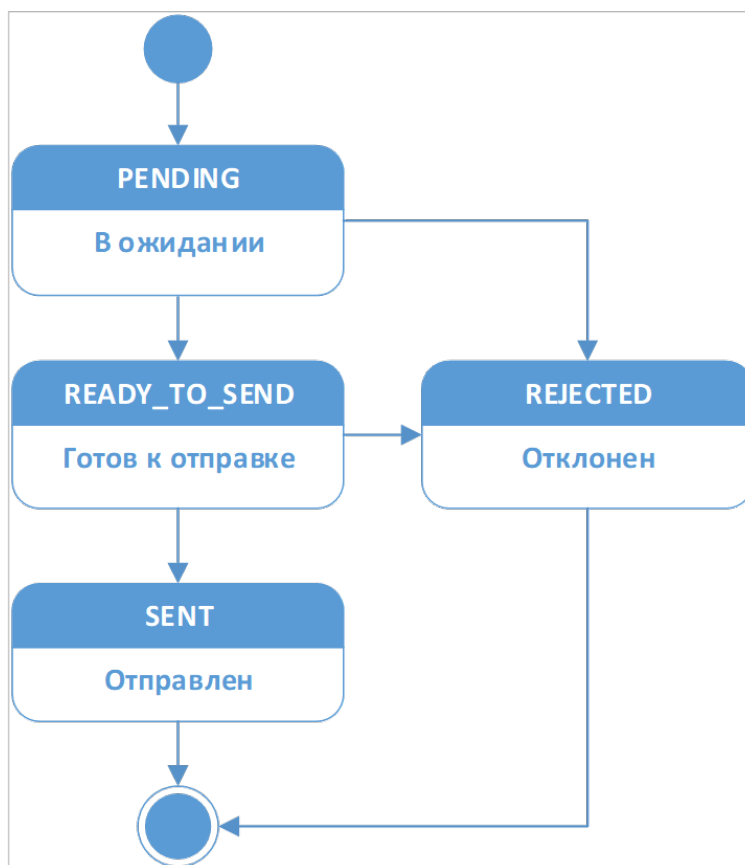 PENDING
В ожидании
READY_TO_SEND
Готов к отправке
REJECTED
Отклонен
SENT
Отправлен